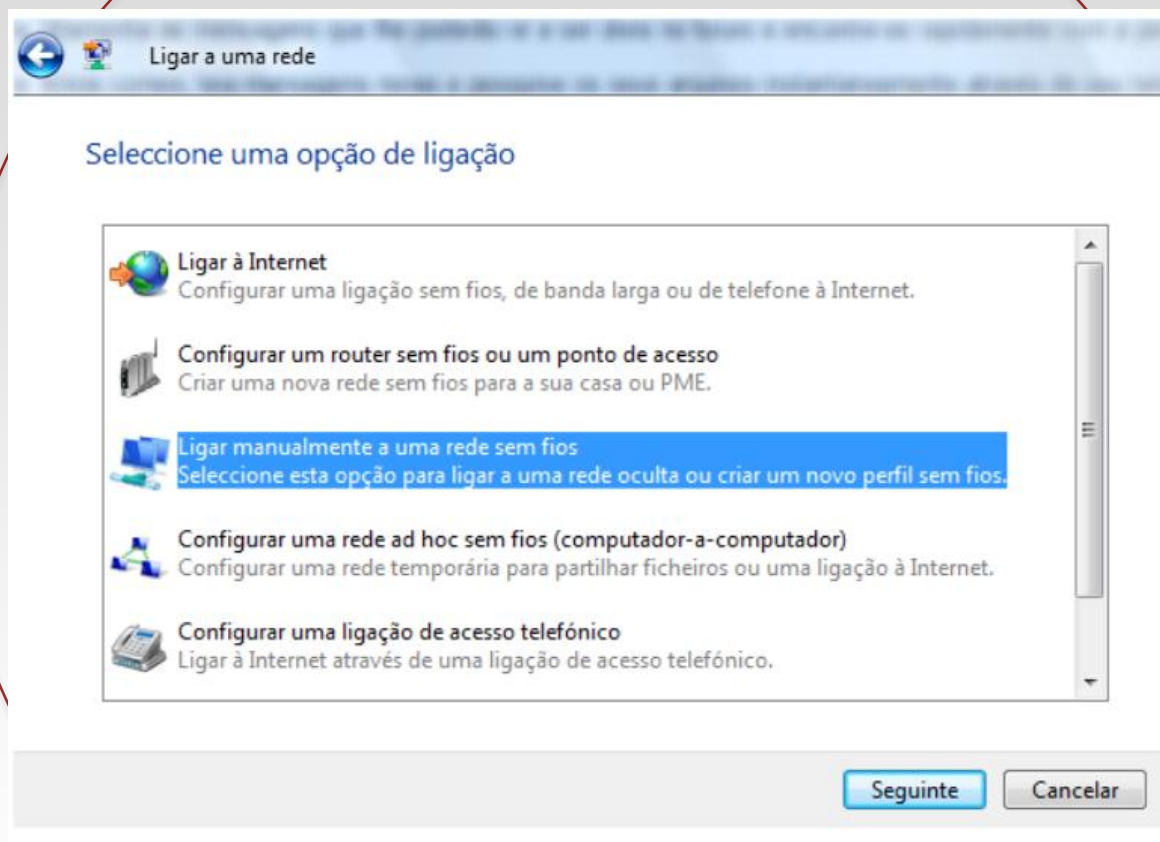 Ligar a uma rede
Seleccione uma opção de ligação
Ligar à Internet
Configurar uma ligação sem fios, de banda larga ou de telefone à Internet.
Configurar um router sem fios ou um ponto de acesso
Criar uma nova rede sem fios para a sua casa ou PME.
Ligar manualmente a uma rede sem fios
Seleccione esta opção para ligar a uma rede oculta ou criar um novo perfil sem fios.
Configurar uma rede ad hoc sem fios (computador-a-computador)
Configurar uma rede temporária para partilhar ficheiros ou uma ligação à Internet.
Configurar uma ligação de acesso telefónico
Ligar à Internet através de uma ligação de acesso telefónico.
Seguinte
Cancelar